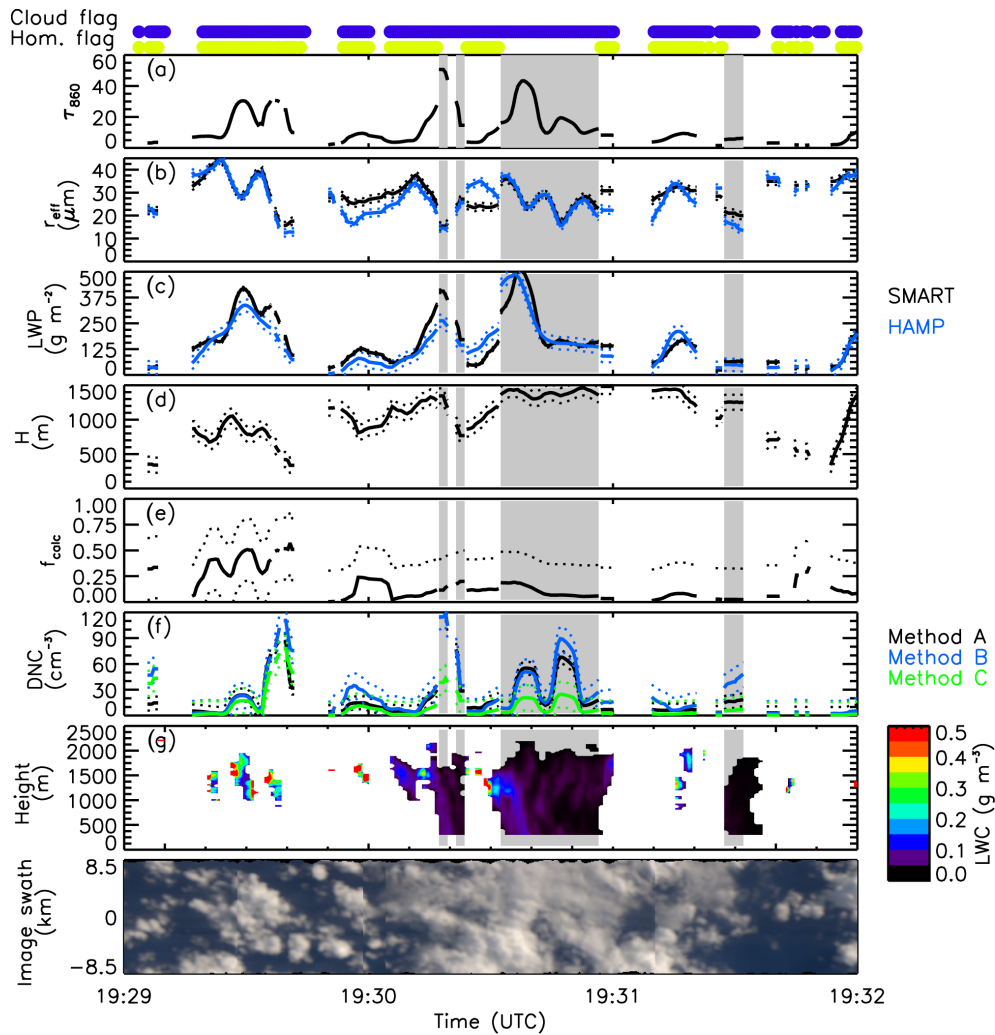 Cloud flag
Hom. flag
(a)
60
40
20
0
τ860
(b)
40
30
20
10
0
reff
(μm)
(c)
500
375
250
125
0
LWP
(g m⁻²)
SMART
HAMP
(d)
1500
1000
500
0
H
(m)
(e)
1.00
0.75
0.50
0.25
0.00
fcalc
(f)
120
90
60
30
0
DNC
(cm⁻³)
Method A
Method B
Method C
(g)
2500
2000
1500
1000
500
0
Height
(m)
0.5
0.4
0.3
0.2
0.1
0.0
LWC (g m⁻³)
8.5
0
−8.5
Image swath
(km)
19:29 19:30 19:31 19:32
Time (UTC)